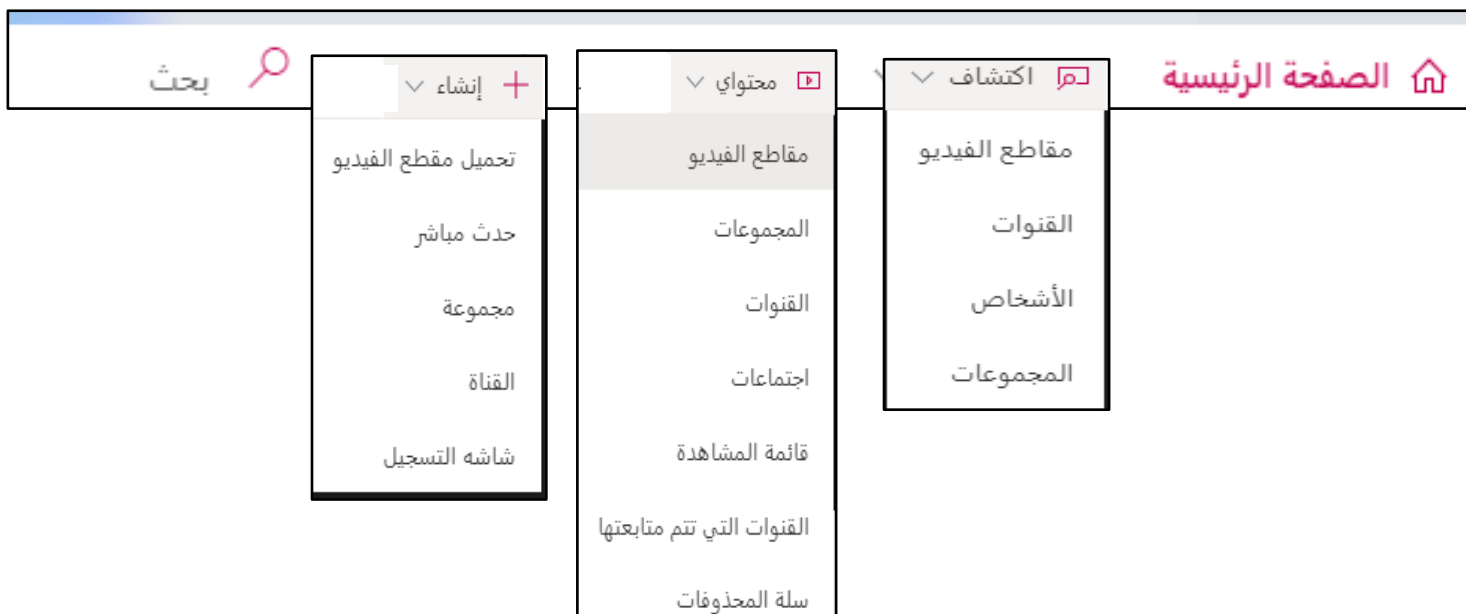 الصفحة الرئيسية
اكتشاف
مقاطع الفيديو
القنوات
الأشخاص
المجموعات
محتواي
مقاطع الفيديو
المجموعات
القنوات
اجتماعات
قائمة المشاهدة
القنوات التي تتم متابعتها
سلة المحذوفات
إنشاء
تحميل مقطع الفيديو
حدث مباشر
مجموعة
القناة
شاشه التسجيل
بحث